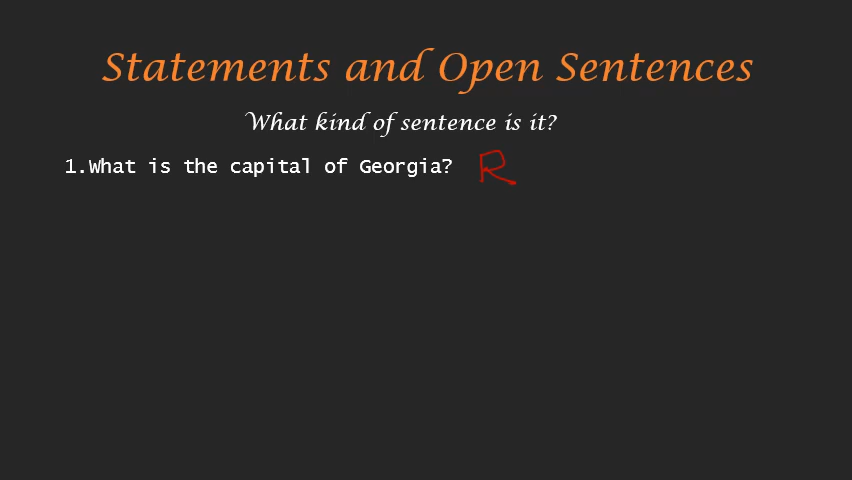 Statements and Open Sentences
What kind of sentence is it?
1.What is the capital of Georgia? R